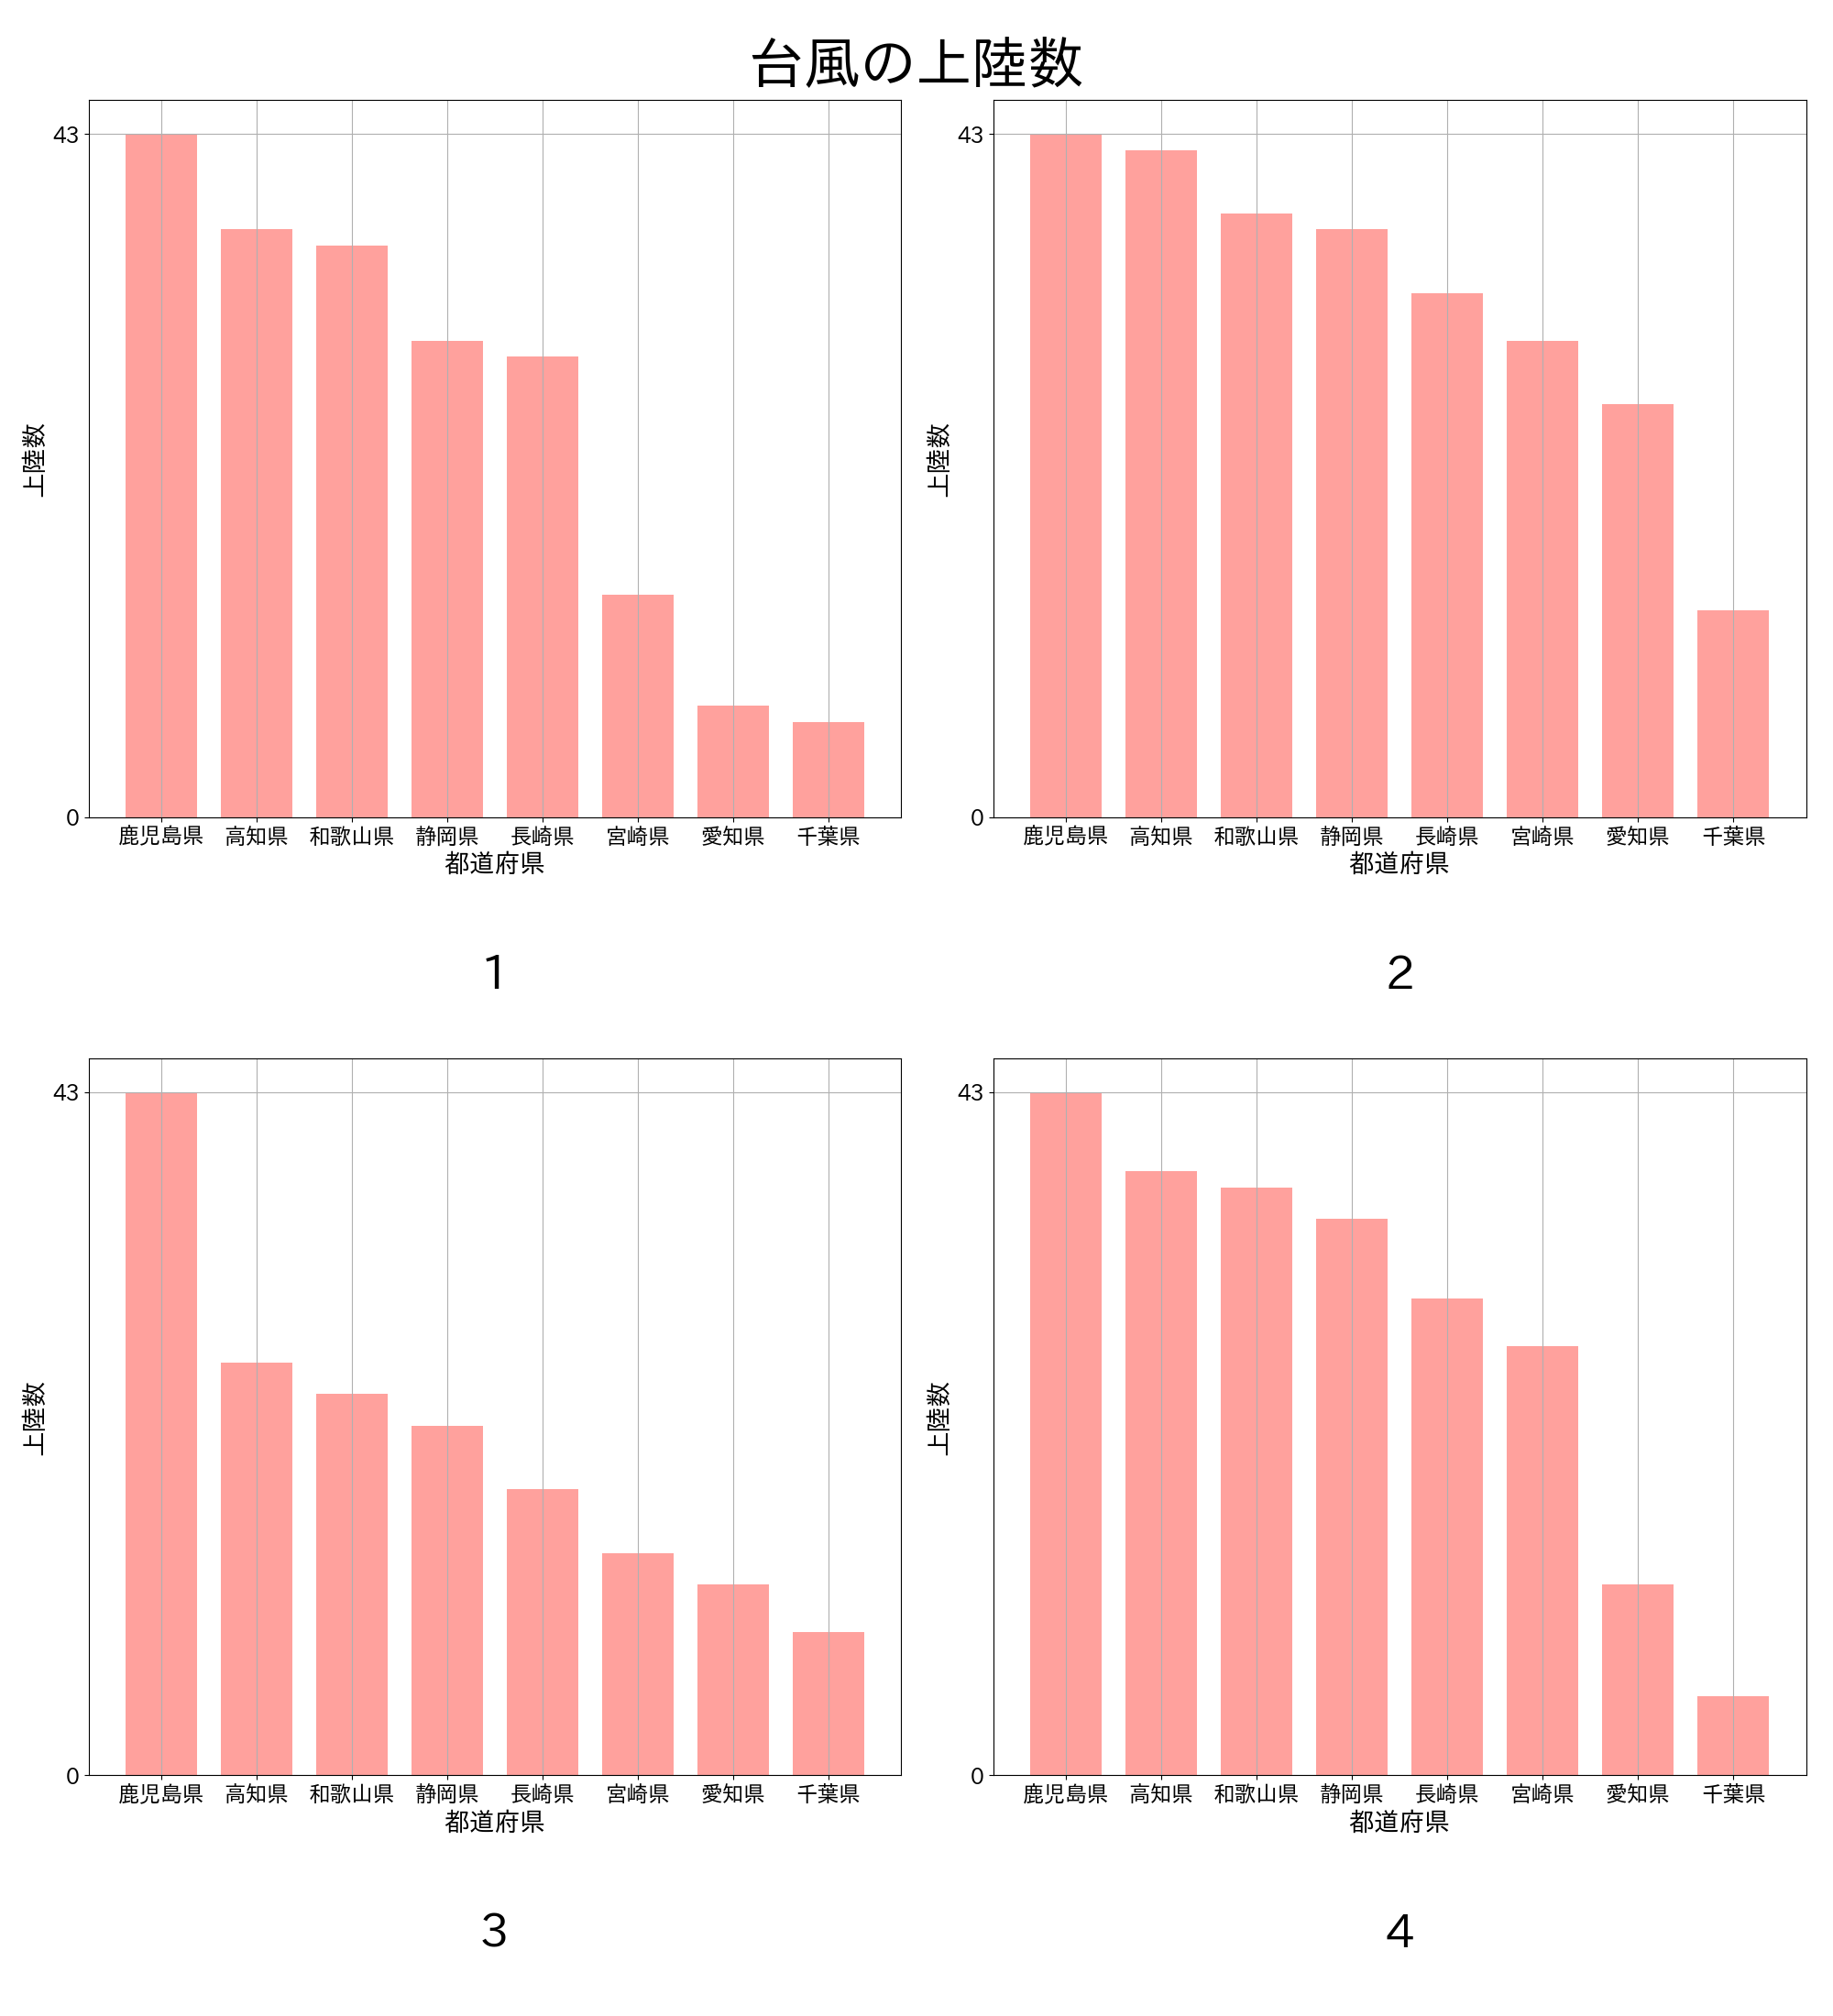 台風の上陸数
43
0
上陸数
鹿児島県 高知県 和歌山県 静岡県 長崎県 宮崎県 愛知県 千葉県
都道府県
1
43
0
上陸数
鹿児島県 高知県 和歌山県 静岡県 長崎県 宮崎県 愛知県 千葉県
都道府県
2
43
0
上陸数
鹿児島県 高知県 和歌山県 静岡県 長崎県 宮崎県 愛知県 千葉県
都道府県
3
43
0
上陸数
鹿児島県 高知県 和歌山県 静岡県 長崎県 宮崎県 愛知県 千葉県
都道府県
4